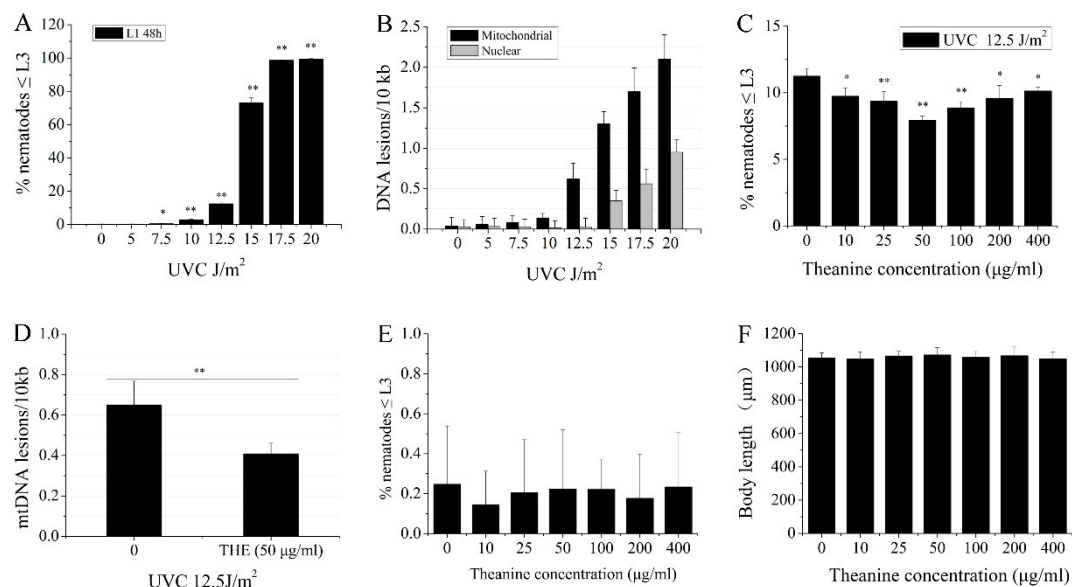 A
L1 48h
% nematodes ≤ L3
120
100
80
60
40
20
0
*
**
**
**
**
**
0 5 7.5 10 12.5 15 17.5 20
UVC J/m²
B
Mitochondrial
Nuclear
DNA lesions/10 kb
2.5
2.0
1.5
1.0
0.5
0.0
0 5 7.5 10 12.5 15 17.5 20
UVC J/m²
C
UVC 12.5 J/m²
% nematodes ≤ L3
15
10
5
0
*
**
**
**
*
*
0 10 25 50 100 200 400
Theanine concentration (μg/ml)
D
mtDNA lesions/10kb
1.0
0.8
0.6
0.4
0.2
0.0
**
0 THE (50 μg/ml)
UVC 12.5J/m²
E
% nematodes ≤ L3
1.0
0.8
0.6
0.4
0.2
0.0
0 10 25 50 100 200 400
Theanine concentration (μg/ml)
F
Body length（μm）
1200
1000
800
600
400
200
0
0 10 25 50 100 200 400
Theanine concentration (μg/ml)